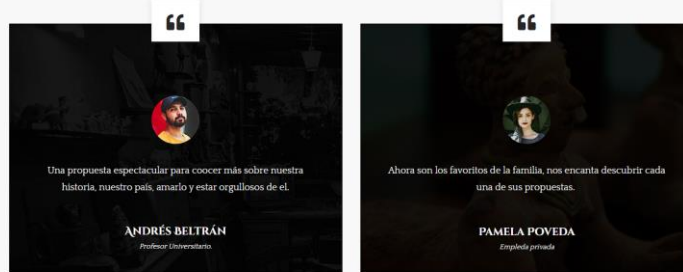 Una propuesta espectacular para coocer más sobre nuestra
historia, nuestro país, amarlo y estar orgullosos de el.
Andrés Beltrán
Profesor Universitario.
Ahora son los favoritos de la familia, nos encanta descubrir cada
una de sus propuestas.
Pamela Poveda
Empleda privada